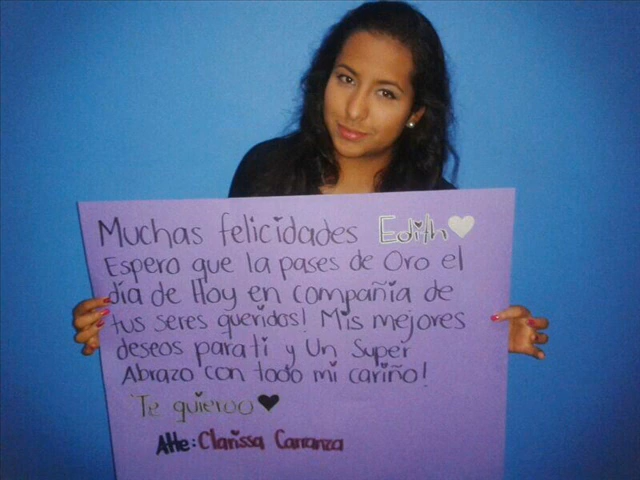 Muchas felicidades Edith
Espero que la pases de Oro el
día de Hoy en compañia de
tus seres queridos! Mis mejores
deseos para ti y Un Super
Abrazo con todo mi cariño!
Te quieroo
Atte: Clarissa Carranza